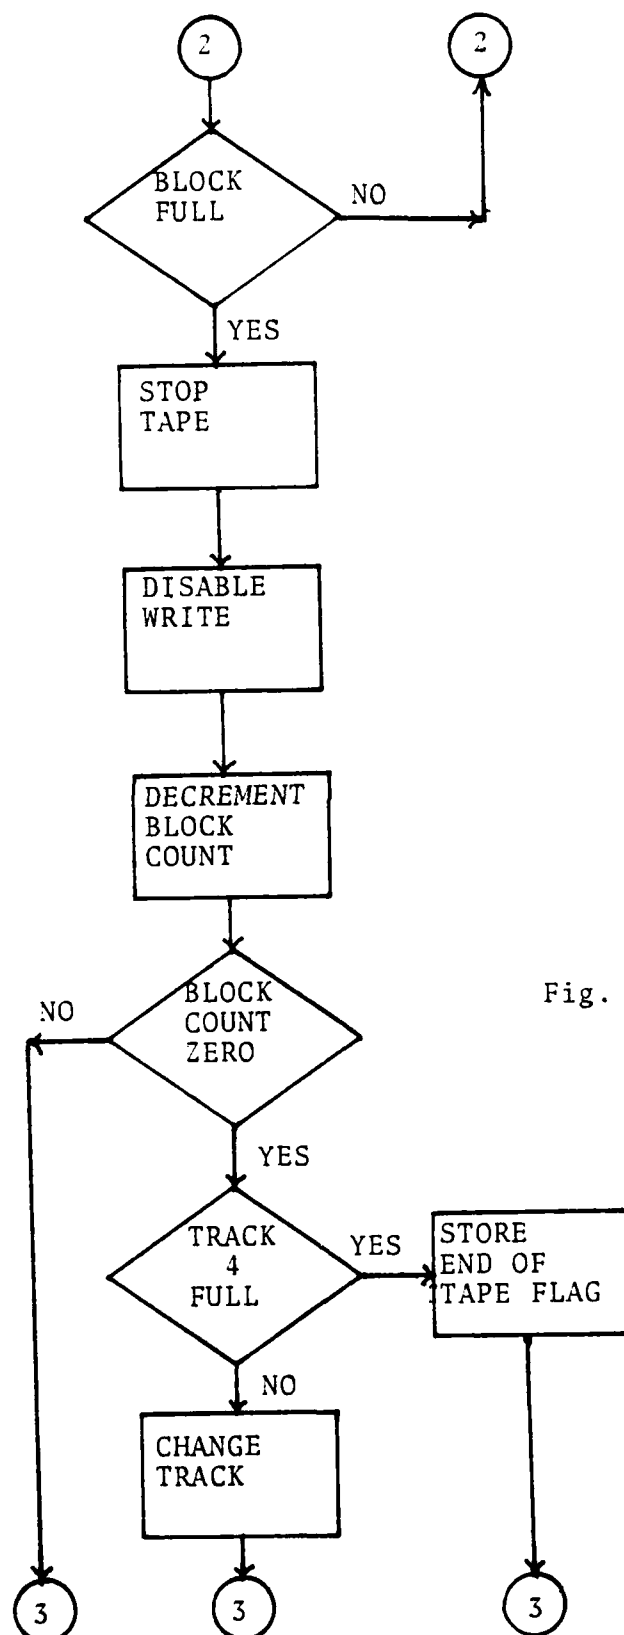 2
2
BLOCK
FULL
NO
YES
STOP
TAPE
DISABLE
WRITE
DECREMENT
BLOCK
COUNT
NO
BLOCK
COUNT
ZERO
Fig.
YES
TRACK
4
FULL
YES
STORE
END OF
TAPE FLAG
NO
CHANGE
TRACK
3
3
3